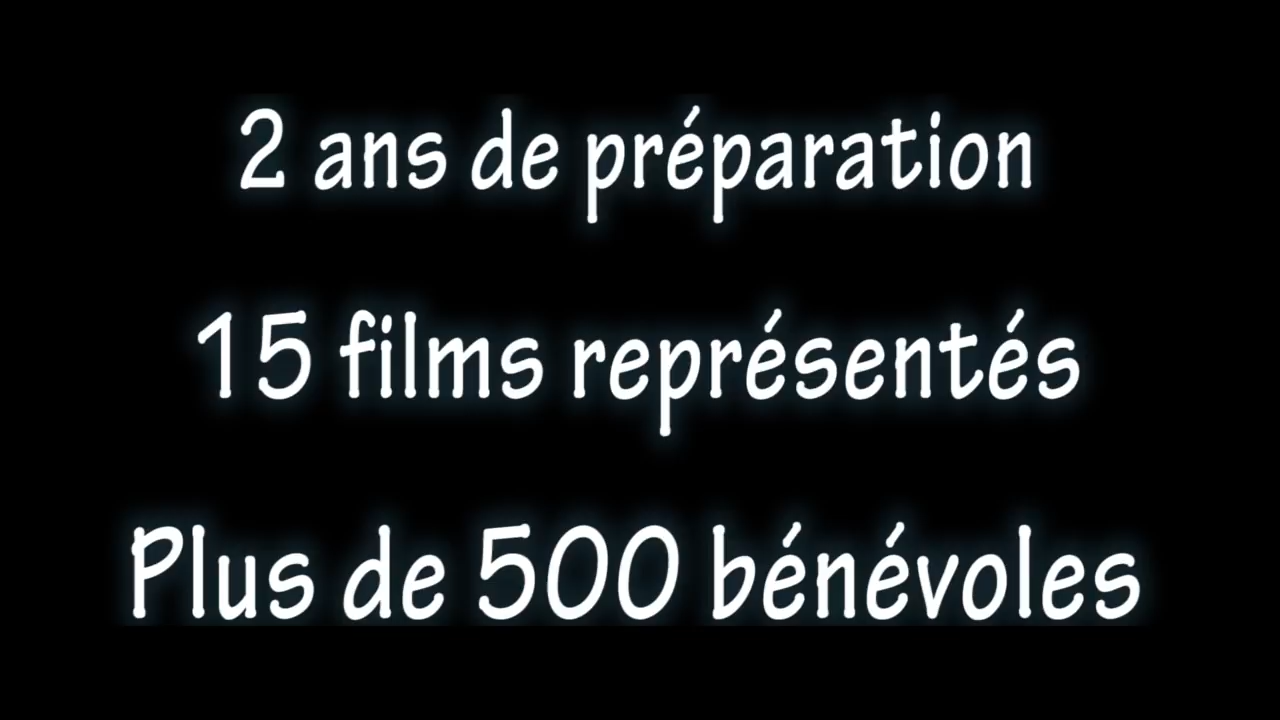 2 ans de préparation
15 films représentés
Plus de 500 bénévoles